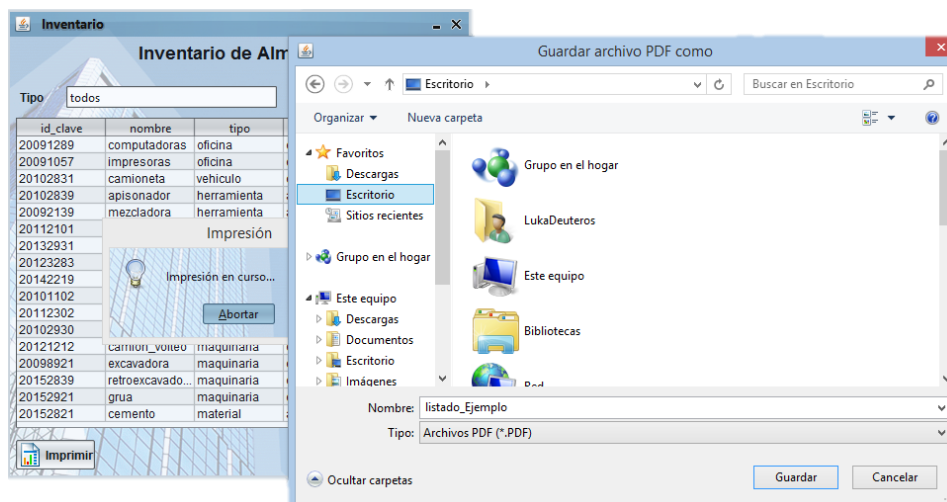 Inventario
Inventario de Alm
Tipo todos
id_clave nombre tipo
20091289 computadoras oficina
20091057 impresoras oficina
20102831 camioneta vehiculo
20102839 apisonador herramienta
20092139 mezcladora herramienta
20112101
20132931
20123283
20142219
20101102
20112302
20102930
20121212 camion_volteo maquinaria
20098921 excavadora maquinaria
20152839 retroexcavado... maquinaria
20152921 grua maquinaria
20152821 cemento material
Imprimir
Impresión
Impresión en curso...
Abortar
Guardar archivo PDF como
Escritorio
Buscar en Escritorio
Organizar
Nueva carpeta
Favoritos
Descargas
Escritorio
Sitios recientes
Grupo en el hogar
Este equipo
Descargas
Documentos
Escritorio
Imágenes
Grupo en el hogar
LukaDeuteros
Este equipo
Bibliotecas
Red
Nombre: listado_Ejemplo
Tipo: Archivos PDF (*.PDF)
Ocultar carpetas
Guardar
Cancelar